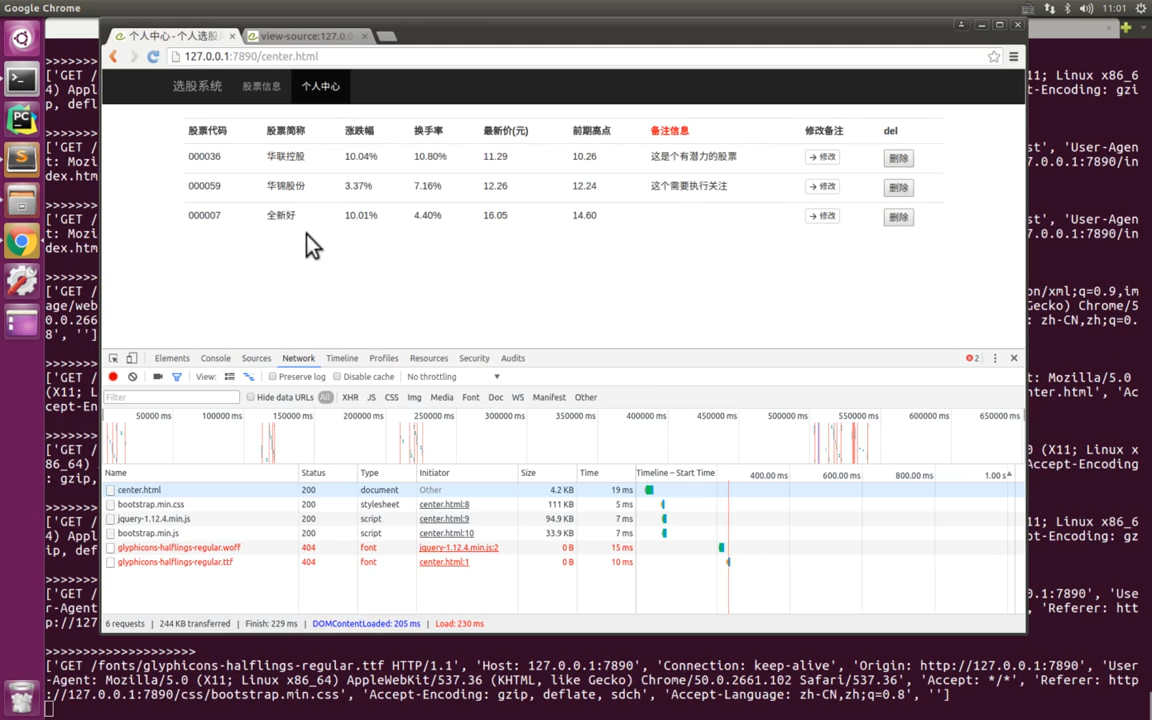 Google Chrome
11:01
个人中心 - 个人选股
view-source:127.0.
127.0.0.1:7890/center.html
选股系统
股票信息
个人中心
股票代码 股票简称 涨跌幅 换手率 最新价(元) 前期高点 备注信息 修改备注 del
000036 华联控股 10.04% 10.80% 11.29 10.26 这是个有潜力的股票 修改 删除
000059 华锦股份 3.37% 7.16% 12.26 12.24 这个需要执行关注 修改 删除
000007 全新好 10.01% 4.40% 16.05 14.60 修改 删除
Elements Console Sources Network Timeline Profiles Resources Security Audits 2
View: Preserve log Disable cache No throttling
Filter Hide data URLs All XHR JS CSS Img Media Font Doc WS Manifest Other
50000 ms 100000 ms 150000 ms 200000 ms 250000 ms 300000 ms 350000 ms 400000 ms 450000 ms 500000 ms 550000 ms 600000 ms 650000 ms
Name Status Type Initiator Size Time Timeline – Start Time 400.00 ms 600.00 ms 800.00 ms 1.00 s
center.html 200 document Other 4.2 KB 19 ms
bootstrap.min.css 200 stylesheet center.html:8 111 KB 5 ms
jquery-1.12.4.min.js 200 script center.html:9 94.9 KB 7 ms
bootstrap.min.js 200 script center.html:10 33.9 KB 7 ms
glyphicons-halflings-regular.woff 404 font jquery-1.12.4.min.js:2 0 B 15 ms
glyphicons-halflings-regular.ttf 404 font center.html:1 0 B 10 ms
6 requests | 244 KB transferred | Finish: 229 ms | DOMContentLoaded: 205 ms | Load: 230 ms
>>>>>>>>>>>>>>>>>>>>
['GET /fonts/glyphicons-halflings-regular.ttf HTTP/1.1', 'Host: 127.0.0.1:7890', 'Connection: keep-alive', 'Origin: http://127.0.0.1:7890', 'User
-Agent: Mozilla/5.0 (X11; Linux x86_64) AppleWebKit/537.36 (KHTML, like Gecko) Chrome/50.0.2661.102 Safari/537.36', 'Accept: */*', 'Referer: http
://127.0.0.1:7890/css/bootstrap.min.css', 'Accept-Encoding: gzip, deflate, sdch', 'Accept-Language: zh-CN,zh;q=0.8', '']